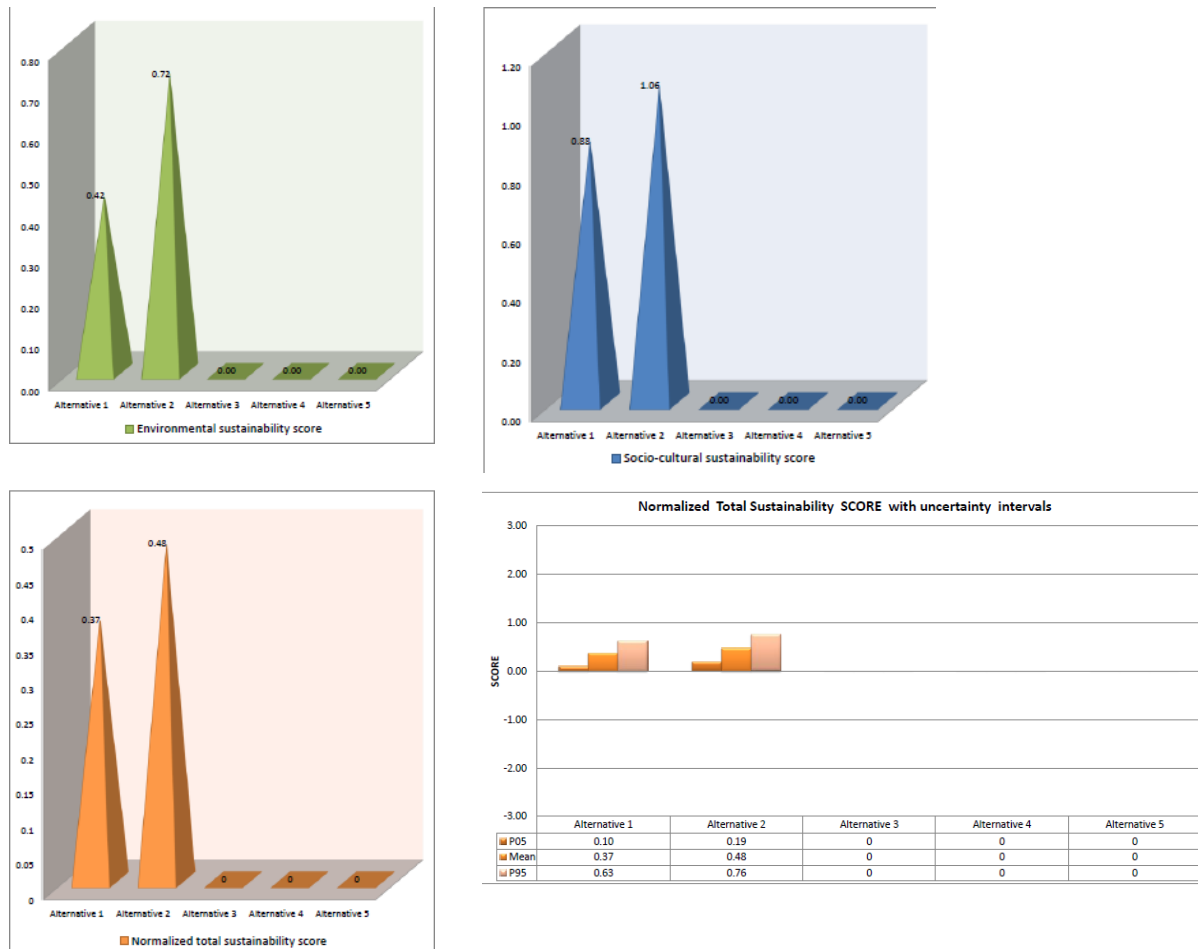 0.80
0.70
0.60
0.50
0.40
0.30
0.20
0.10
0.00
0.42
0.72
0.00
0.00
0.00
Alternative 1
Alternative 2
Alternative 3
Alternative 4
Alternative 5
Environmental sustainability score
1.20
1.00
0.80
0.60
0.40
0.20
0.00
0.88
1.06
0.00
0.00
0.00
Alternative 1
Alternative 2
Alternative 3
Alternative 4
Alternative 5
Socio-cultural sustainability score
0.5
0.45
0.4
0.35
0.3
0.25
0.2
0.15
0.1
0.05
0
0.37
0.48
0
0
0
Alternative 1
Alternative 2
Alternative 3
Alternative 4
Alternative 5
Normalized total sustainability score
Normalized Total Sustainability SCORE with uncertainty intervals
SCORE
3.00
2.00
1.00
0.00
-1.00
-2.00
-3.00
Alternative 1 Alternative 2 Alternative 3 Alternative 4 Alternative 5
P05 0.10 0.19 0 0 0
Mean 0.37 0.48 0 0 0
P95 0.63 0.76 0 0 0